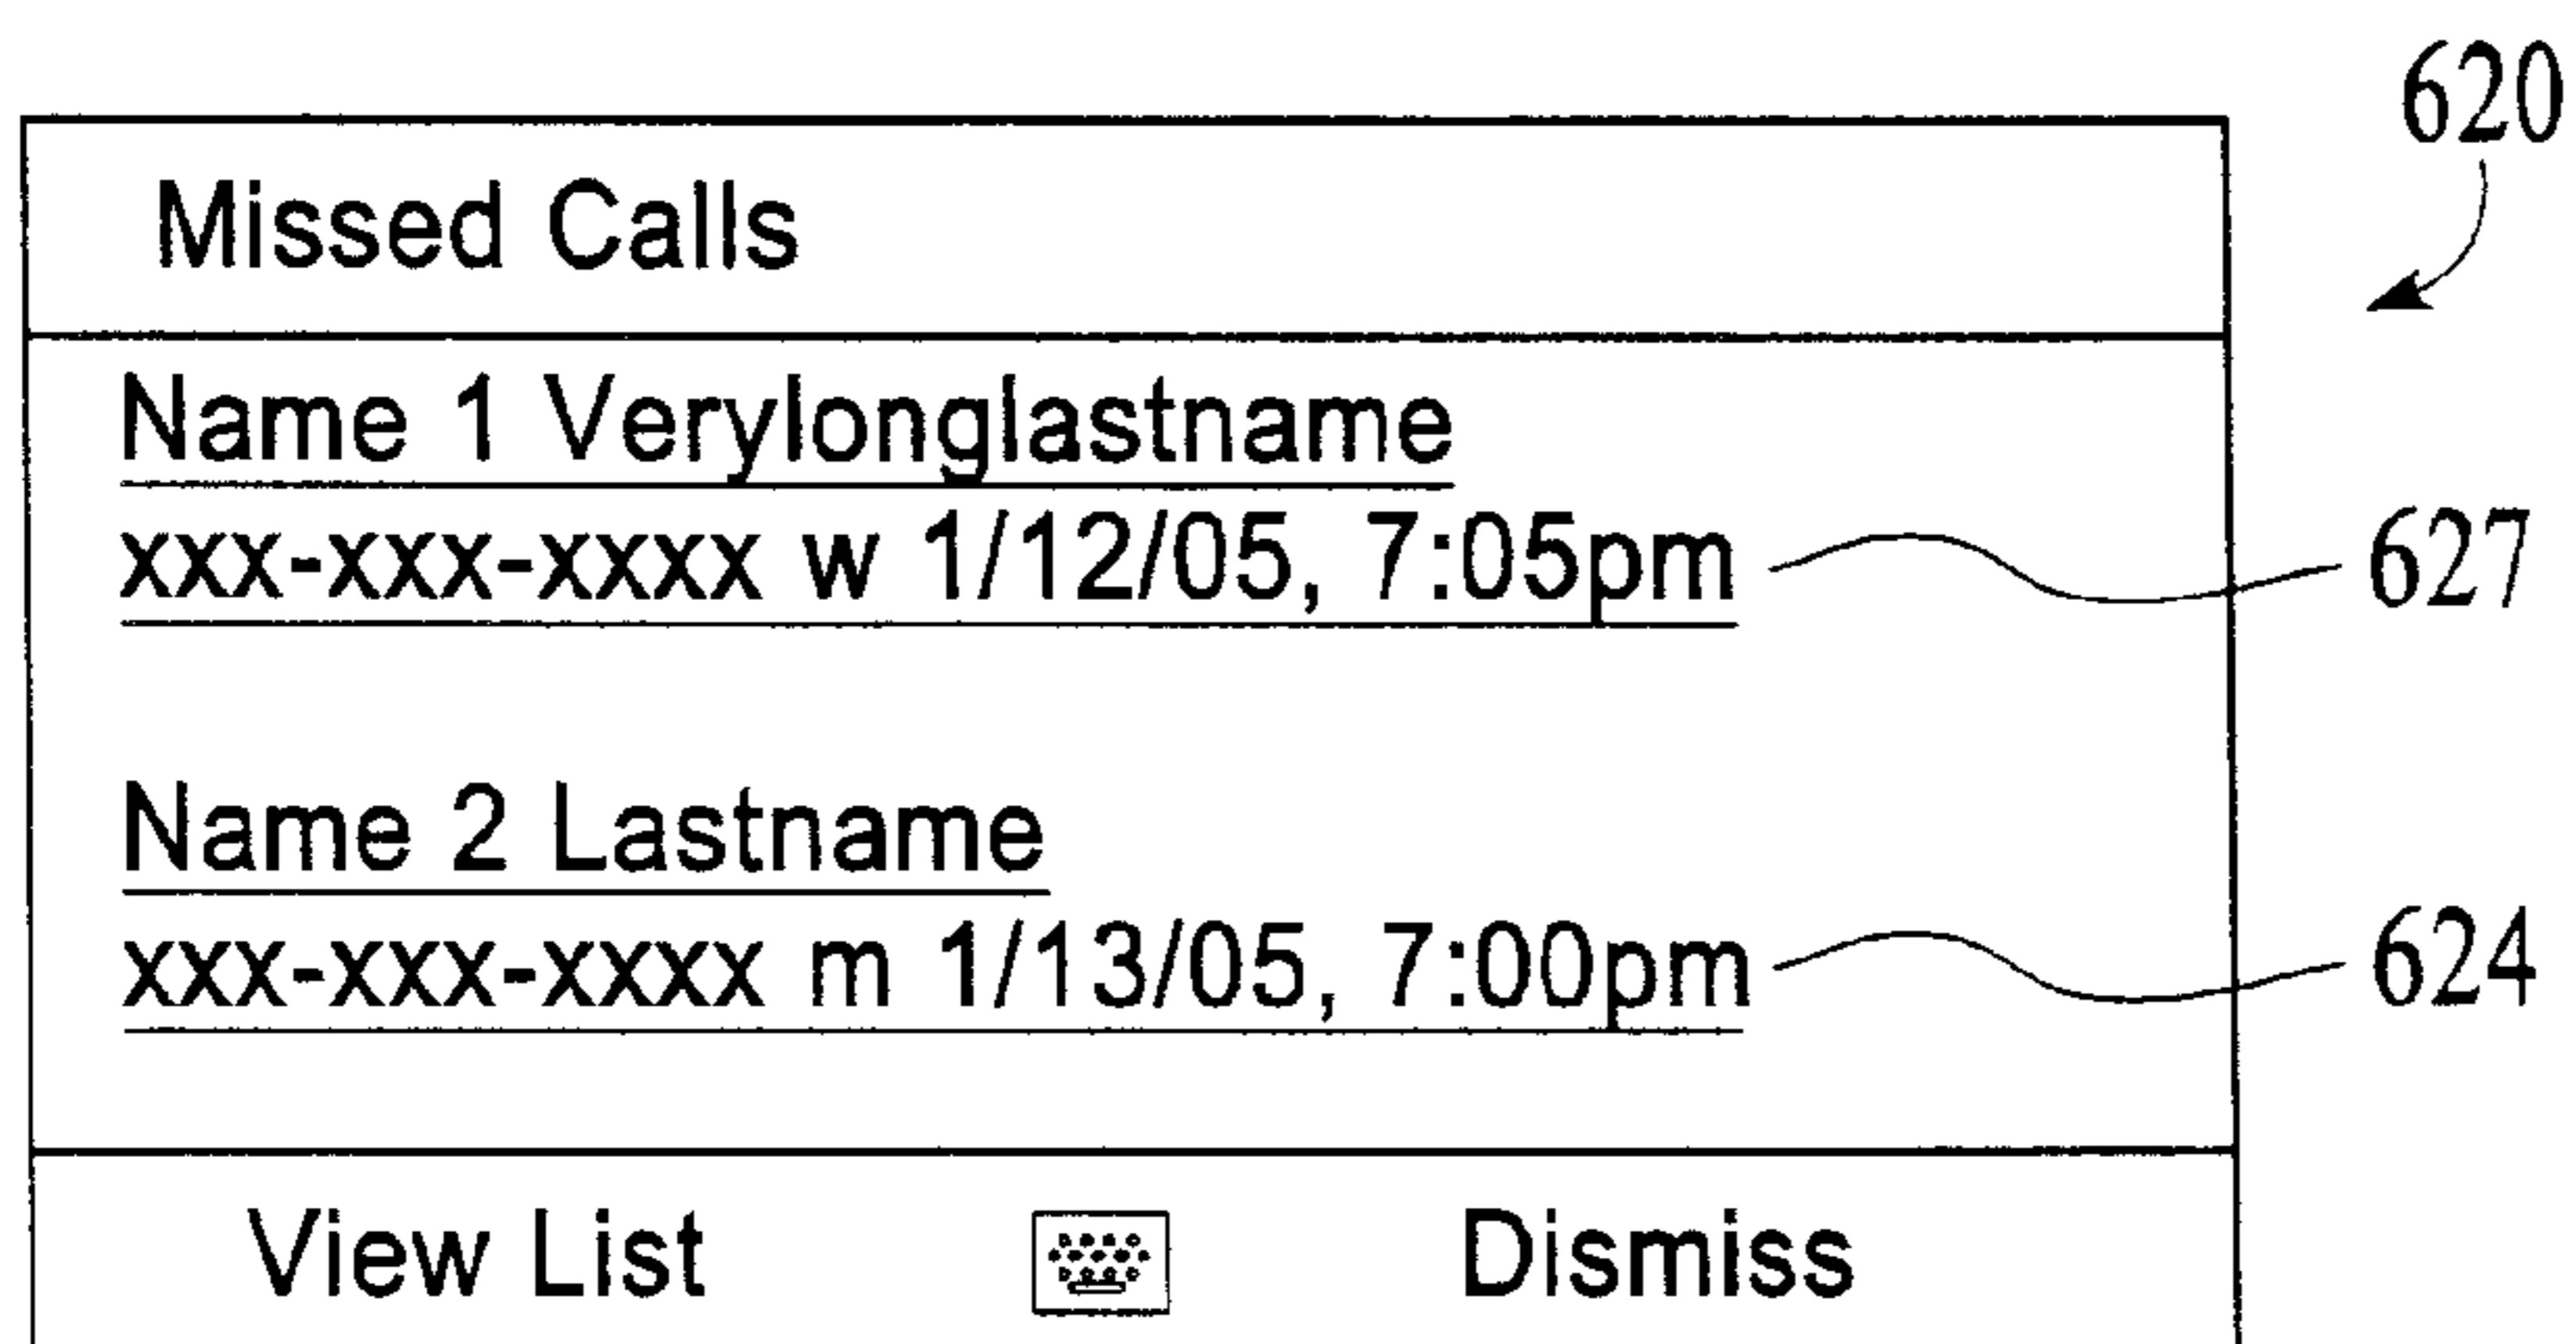 620
Missed Calls
Name 1 Verylonglastname
xxx-xxx-xxxx w 1/12/05, 7:05pm
627
Name 2 Lastname
xxx-xxx-xxxx m 1/13/05, 7:00pm
624
View List
Dismiss